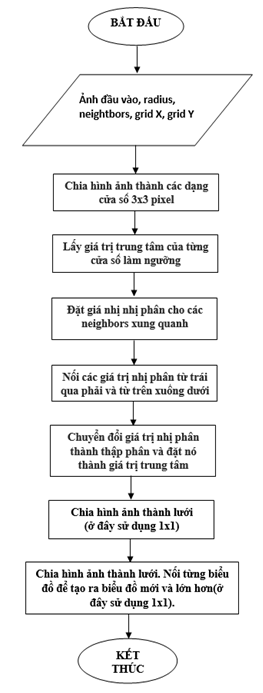 BẮT ĐẦU
Ảnh đầu vào, radius,
neightbors, grid X, grid Y
Chia hình ảnh thành các dạng
cửa sổ 3x3 pixel
Lấy giá trị trung tâm của từng
cửa sổ làm ngưỡng
Đặt giá nhị nhị phân cho các
neighbors xung quanh
Nối các giá trị nhị phân từ trái
qua phải và từ trên xuống dưới
Chuyển đổi giá trị nhị phân
thành thập phân và đặt nó
thành giá trị trung tâm
Chia hình ảnh thành lưới
(ở đây sử dụng 1x1)
Chia hình ảnh thành lưới. Nối từng biểu
đồ để tạo ra biểu đồ mới và lớn hơn(ở
đây sử dụng 1x1).
KẾT
THÚC